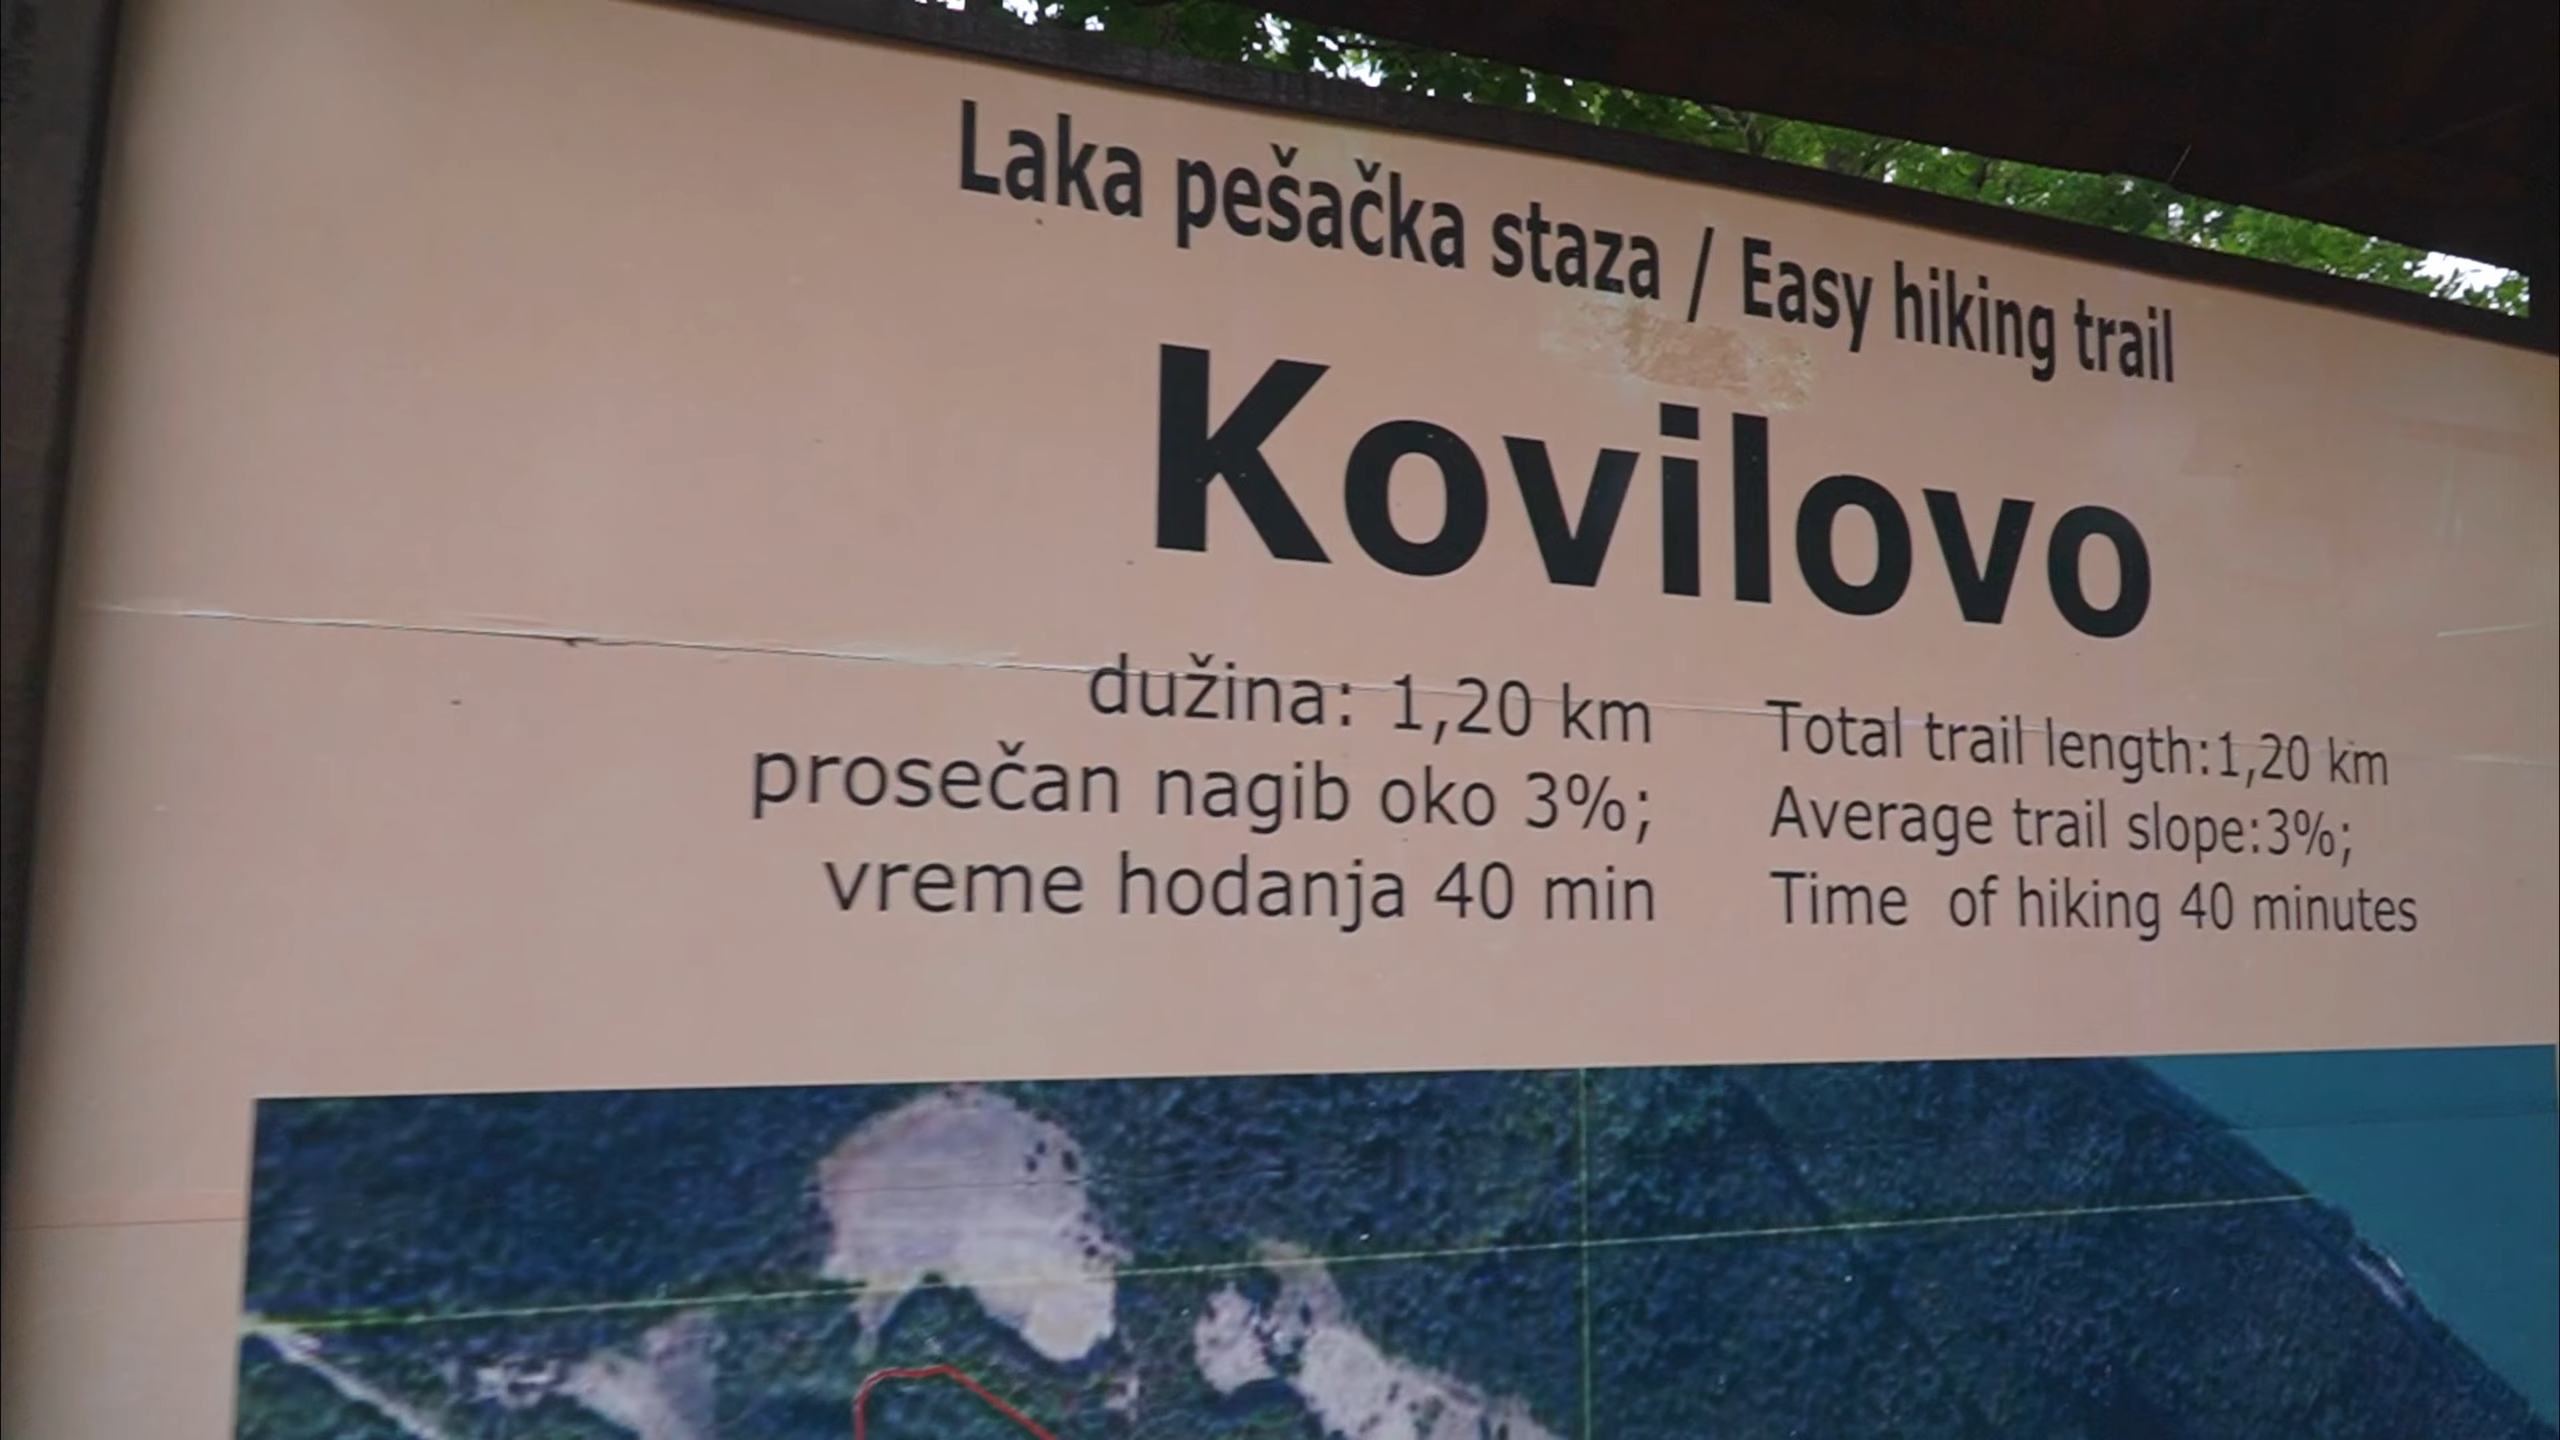 Laka pešačka staza / Easy hiking trail
Kovilovo
dužina: 1,20 km
prosečan nagib oko 3%;
vreme hodanja 40 min
Total trail length:1,20 km
Average trail slope:3%;
Time of hiking 40 minutes